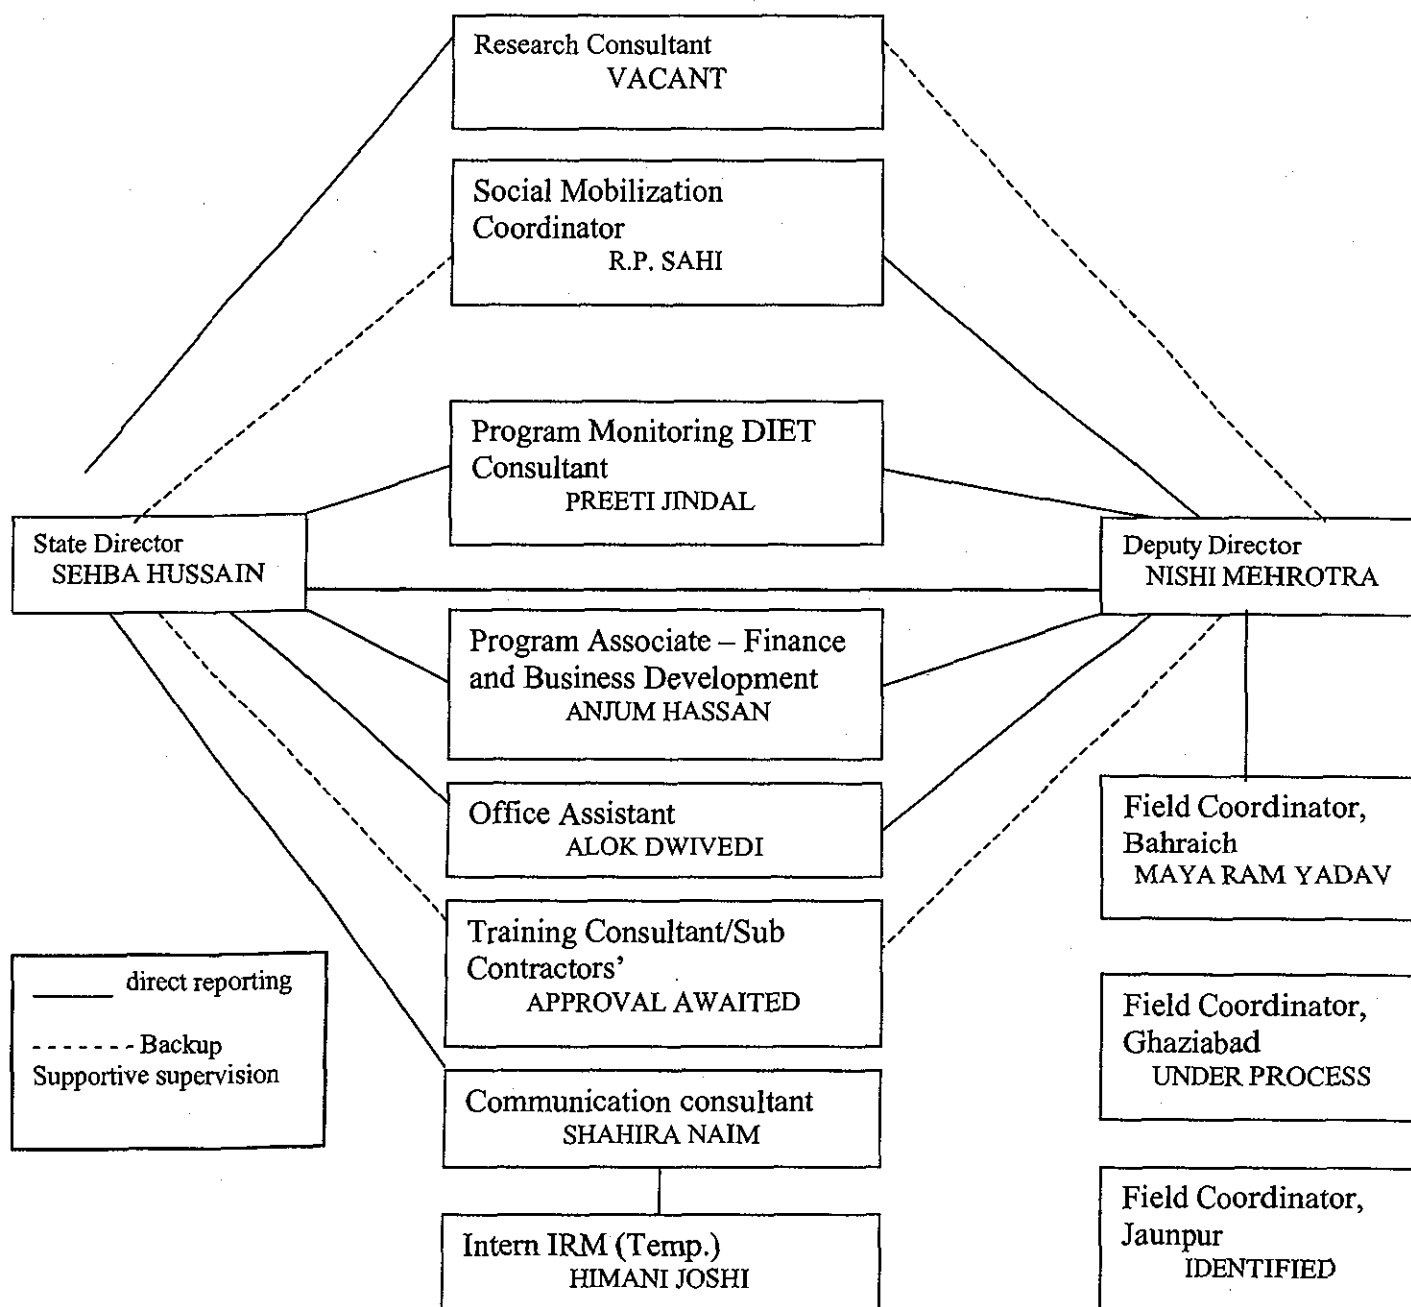 Research Consultant
VACANT
Social Mobilization
Coordinator
R.P. SAHI
Program Monitoring DIET
Consultant
PREETI JINDAL
State Director
SEHBA HUSSAIN
Deputy Director
NISHI MEHROTRA
Program Associate – Finance
and Business Development
ANJUM HASSAN
Office Assistant
ALOK DWIVEDI
Training Consultant/Sub
Contractors’
APPROVAL AWAITED
Communication consultant
SHAHIRA NAIM
Intern IRM (Temp.)
HIMANI JOSHI
Field Coordinator,
Bahraich
MAYA RAM YADAV
Field Coordinator,
Ghaziabad
UNDER PROCESS
Field Coordinator,
Jaunpur
IDENTIFIED
direct reporting
------- Backup
Supportive supervision